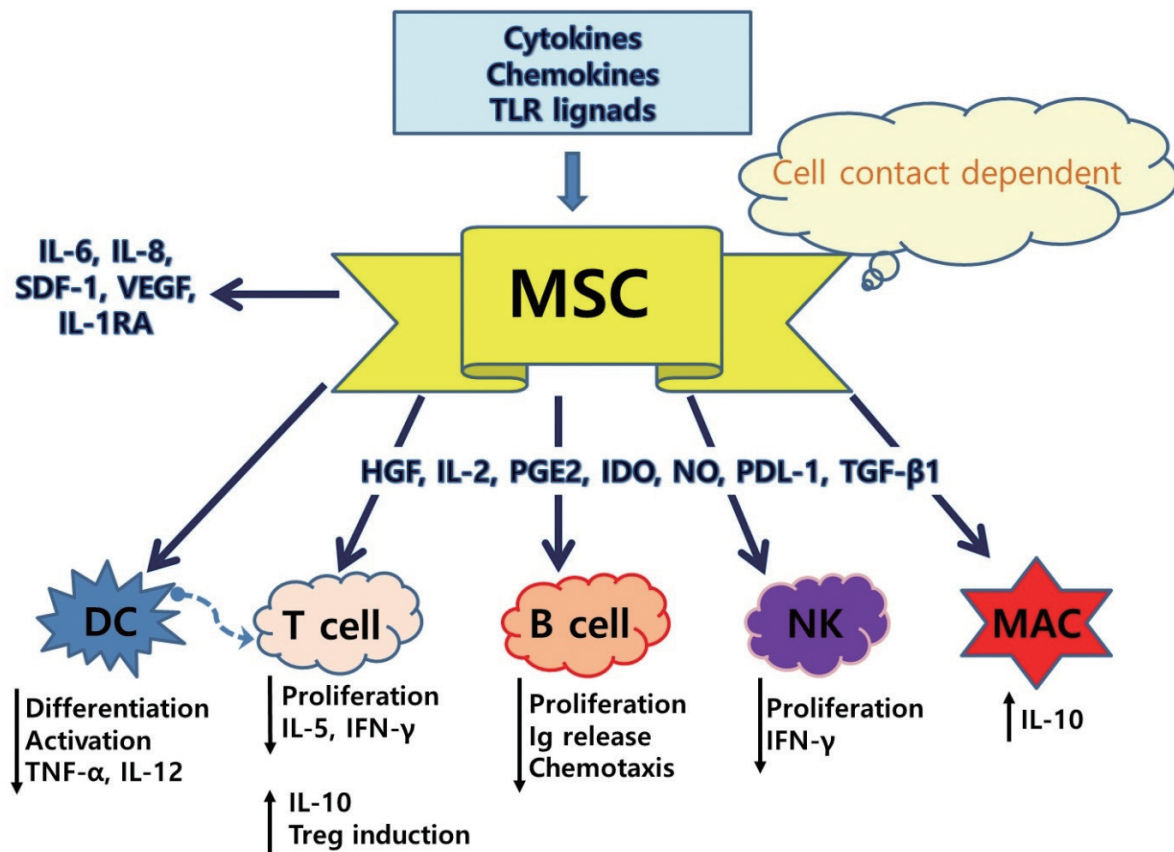 Cytokines
Chemokines
TLR lignads
Cell contact dependent
IL-6, IL-8,
SDF-1, VEGF,
IL-1RA
MSC
HGF, IL-2, PGE2, IDO, NO, PDL-1, TGF-β1
DC
T cell
B cell
NK
MAC
Differentiation
Activation
TNF-α, IL-12
Proliferation
IL-5, IFN-γ
IL-10
Treg induction
Proliferation
Ig release
Chemotaxis
Proliferation
IFN-γ
IL-10